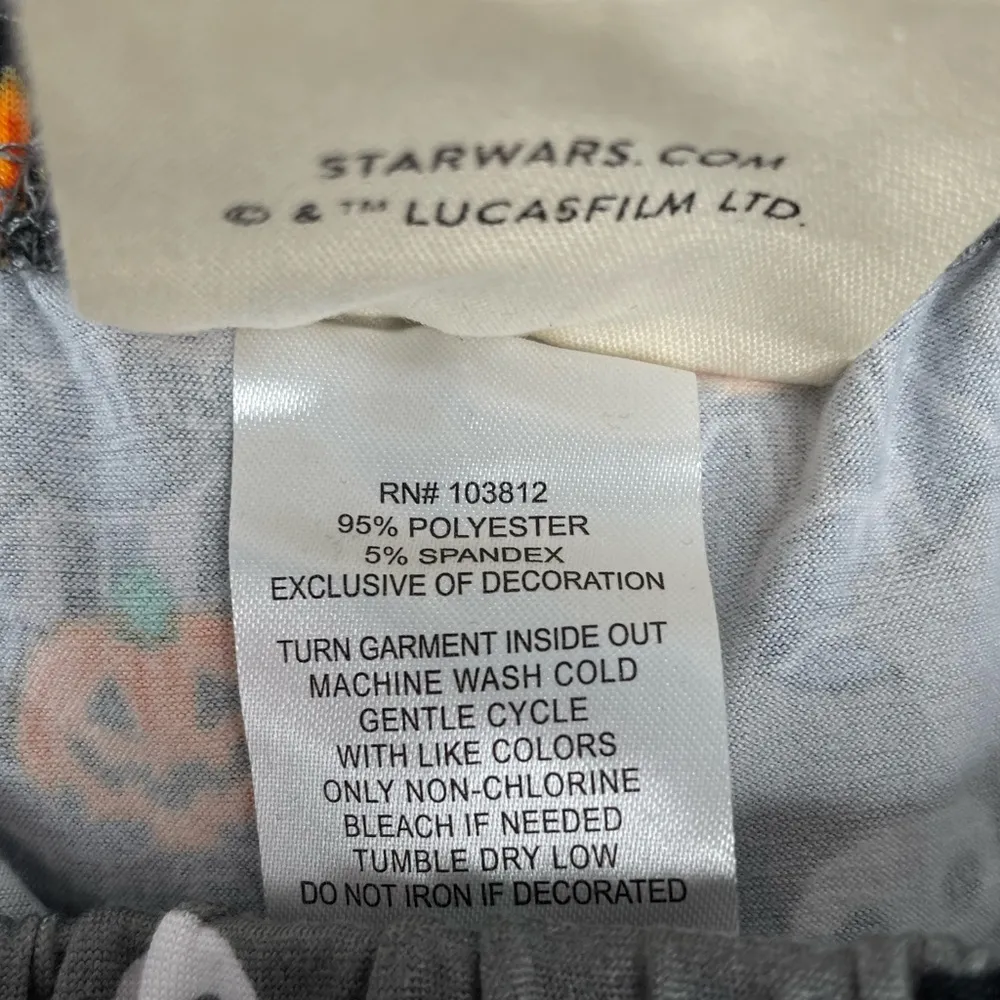 STARWARS.COM
© & ™ LUCASFILM LTD.
RN# 103812
95% POLYESTER
5% SPANDEX
EXCLUSIVE OF DECORATION
TURN GARMENT INSIDE OUT
MACHINE WASH COLD
GENTLE CYCLE
WITH LIKE COLORS
ONLY NON-CHLORINE
BLEACH IF NEEDED
TUMBLE DRY LOW
DO NOT IRON IF DECORATED